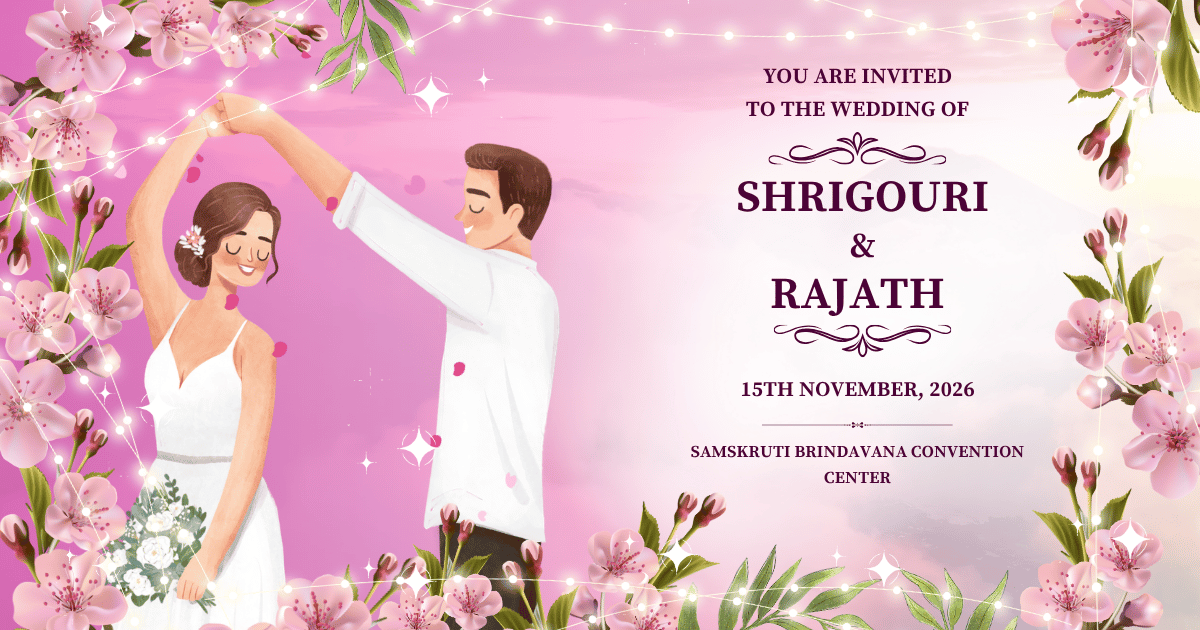 YOU ARE INVITED
TO THE WEDDING OF
SHRIGOURI
&
RAJATH
15TH NOVEMBER, 2026
SAMSKRUTI BRINDAVANA CONVENTION
CENTER